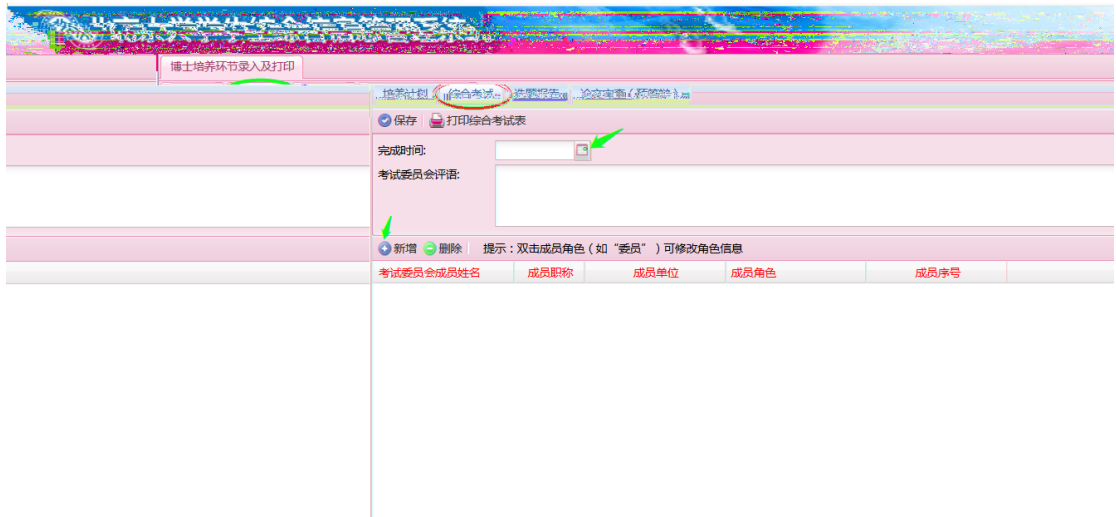 博士培养环节录入及打印
培养计划 综合考试 选题报告
保存 打印综合考试表
完成时间:
考试委员会评语:
新增 删除 提示：双击成员角色（如“委员”）可修改角色信息
考试委员会成员姓名 成员职称 成员单位 成员角色 成员序号